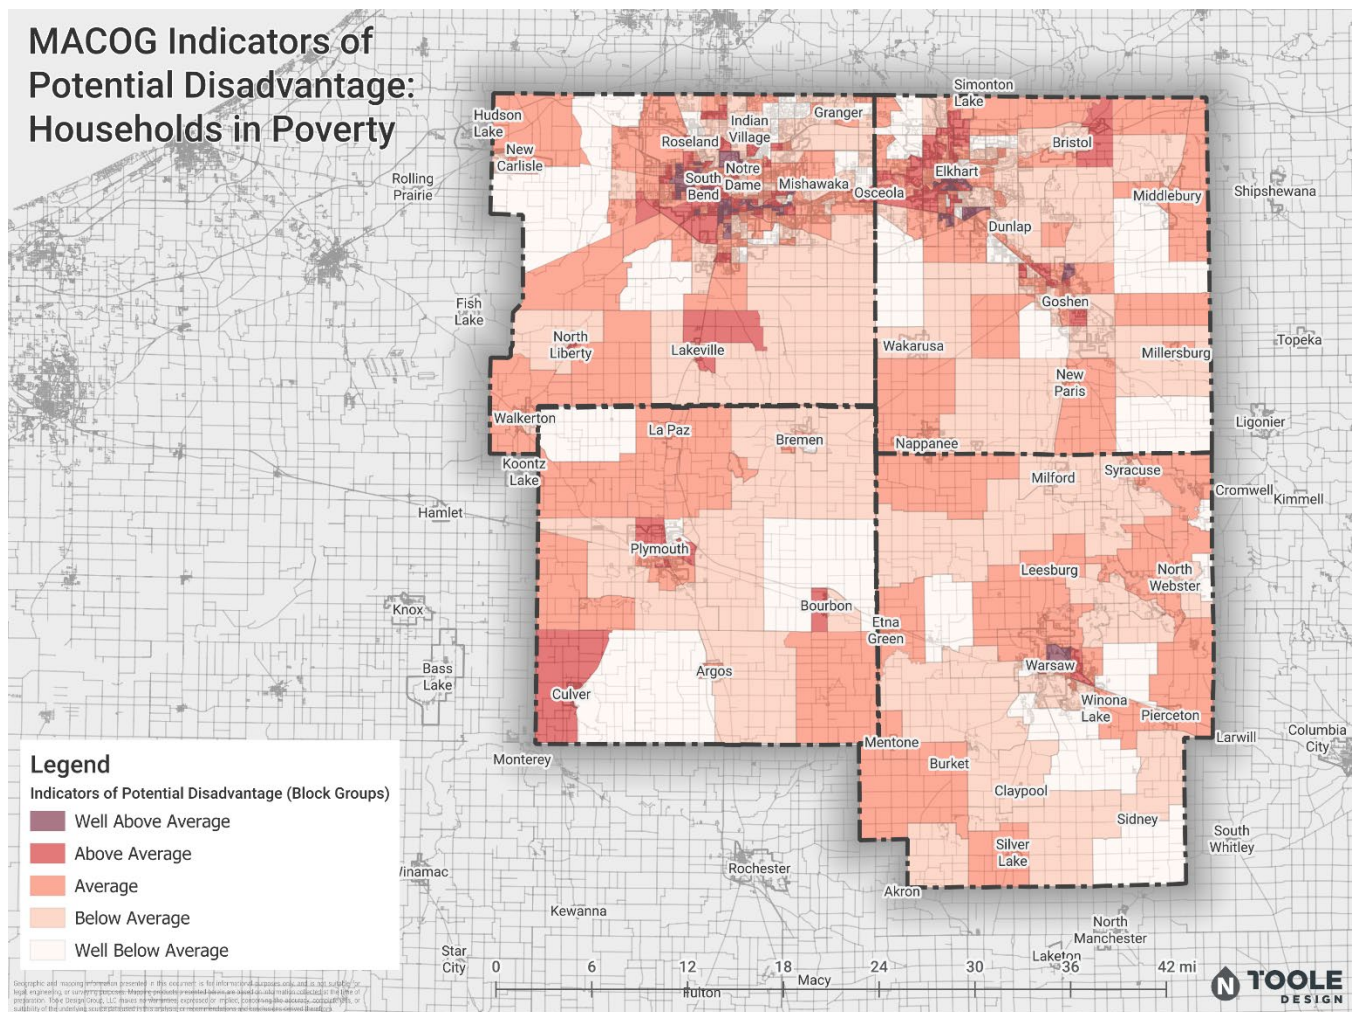 MACOG Indicators of
Potential Disadvantage:
Households in Poverty
Simonton
Lake
Hudson
Lake
Indian
Village
Granger
Roseland
Bristol
New
Carlisle
Notre
Dame
Elkhart
Rolling
Prairie
South
Bend
Mishawaka
Osceola
Middlebury
Shipshewana
Dunlap
Fish
Lake
Goshen
North
Liberty
Lakeville
Wakarusa
Millersburg
Topeka
New
Paris
Walkerton
La Paz
Bremen
Nappanee
Ligonier
Koontz
Lake
Milford
Syracuse
Cromwell
Kimmell
Hamlet
Plymouth
Leesburg
North
Webster
Knox
Bourbon
Etna
Green
Bass
Lake
Argos
Warsaw
Culver
Winona
Lake
Pierceton
Monterey
Mentone
Larwill
Columbia
City
Burket
Claypool
Sidney
South
Whitley
Silver
Lake
Rochester
Winamac
Akron
Kewanna
North
Manchester
Star
City
Laketon
Macy
Fulton
Legend
Indicators of Potential Disadvantage (Block Groups)
Well Above Average
Above Average
Average
Below Average
Well Below Average
0 6 12 18 24 30 36 42 mi
N
TOOLE
DESIGN